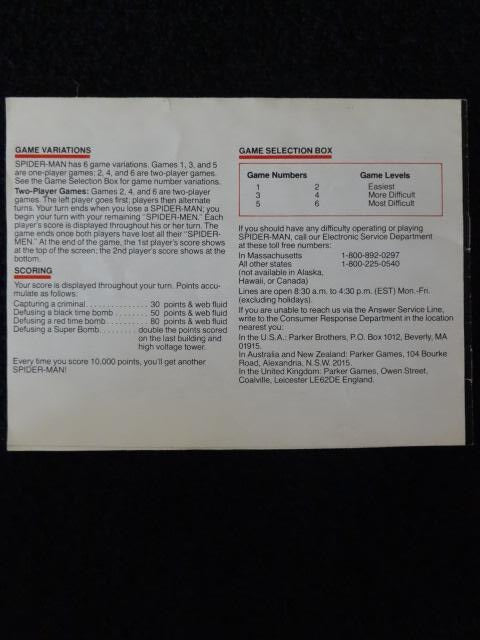 GAME VARIATIONS
SPIDER-MAN has 6 game variations. Games 1, 3, and 5
are one-player games; 2, 4, and 6 are two-player games.
See the Game Selection Box for game number variations.
Two-Player Games: Games 2, 4, and 6 are two-player
games. The left player goes first; players then alternate
turns. Your turn ends when you lose a SPIDER-MAN; you
begin your turn with your remaining "SPIDER-MEN." Each
player's score is displayed throughout his or her turn. The
game ends once both players have lost all their "SPIDER-
MEN." At the end of the game, the 1st player's score shows
at the top of the screen; the 2nd player's score shows at the
bottom.
SCORING
Your score is displayed throughout your turn. Points accu-
mulate as follows:
Capturing a criminal............... 30 points & web fluid
Defusing a black time bomb....... 50 points & web fluid
Defusing a red time bomb......... 80 points & web fluid
Defusing a Super Bomb........ double the points scored
on the last building and
high voltage tower.
Every time you score 10,000 points, you'll get another
SPIDER-MAN!
GAME SELECTION BOX
Game Numbers Game Levels
1 2 Easiest
3 4 More Difficult
5 6 Most Difficult
If you should have any difficulty operating or playing
SPIDER-MAN, call our Electronic Service Department
at these toll free numbers:
In Massachusetts 1-800-892-0297
All other states 1-800-225-0540
(not available in Alaska,
Hawaii, or Canada)
Lines are open 8:30 a.m. to 4:30 p.m. (EST) Mon.-Fri.
(excluding holidays).
If you are unable to reach us via the Answer Service Line,
write to the Consumer Response Department in the location
nearest you:
In the U.S.A.: Parker Brothers, P.O. Box 1012, Beverly, MA
01915.
In Australia and New Zealand: Parker Games, 104 Bourke
Road, Alexandria, N.S.W. 2015.
In the United Kingdom: Parker Games, Owen Street,
Coalville, Leicester LE62DE England.